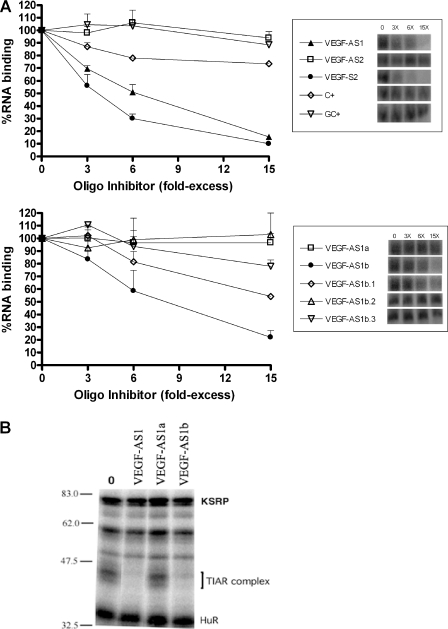 A
%RNA binding
120
110
100
90
80
70
60
50
40
30
20
10
0
0 3 6 9 12 15
Oligo Inhibitor (fold-excess)
0 3X 6X 15X
VEGF-AS1
VEGF-AS2
VEGF-S2
C+
GC+
%RNA binding
120
110
100
90
80
70
60
50
40
30
20
10
0
0 3 6 9 12 15
Oligo Inhibitor (fold-excess)
0 3X 6X 15X
VEGF-AS1a
VEGF-AS1b
VEGF-AS1b.1
VEGF-AS1b.2
VEGF-AS1b.3
B
0 VEGF-AS1 VEGF-AS1a VEGF-AS1b
83.0
KSRP
62.0
47.5
TIAR complex
HuR
32.5